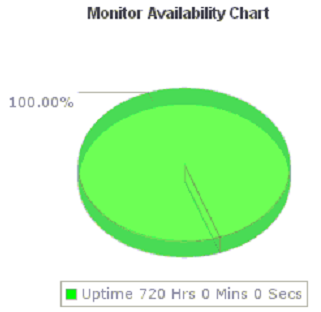 Monitor Availability Chart
100.00%
Uptime 720 Hrs 0 Mins 0 Secs